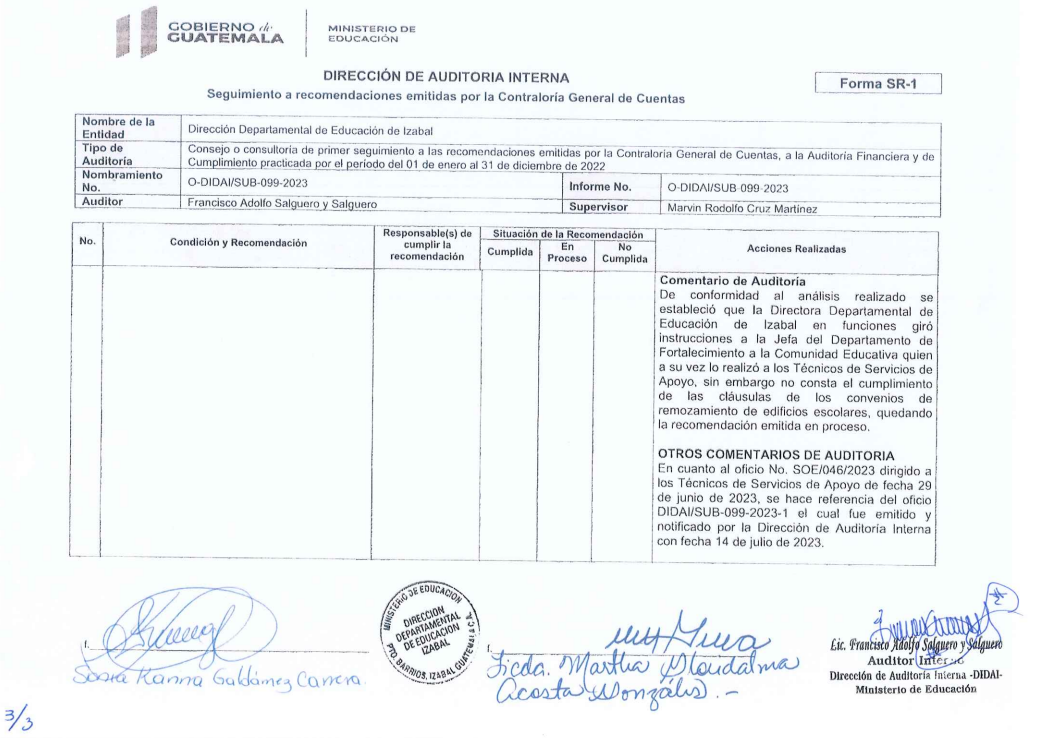 GOBIERNO de
GUATEMALA
MINISTERIO DE
EDUCACIÓN
DIRECCIÓN DE AUDITORIA INTERNA
Forma SR-1
Seguimiento a recomendaciones emitidas por la Contraloría General de Cuentas
Nombre de la
Entidad
Dirección Departamental de Educación de Izabal
Tipo de
Auditoría
Consejo o consultoría de primer seguimiento a las recomendaciones emitidas por la Contraloría General de Cuentas, a la Auditoría Financiera y de
Cumplimiento practicada por el período del 01 de enero al 31 de diciembre de 2022
Nombramiento
No.
O-DIDAI/SUB-099-2023
Informe No.
O-DIDAI/SUB-099-2023
Auditor
Francisco Adolfo Salguero y Salguero
Supervisor
Marvin Rodolfo Cruz Martínez
No.
Condición y Recomendación
Responsable(s) de
cumplir la
recomendación
Situación de la Recomendación
Cumplida
En
Proceso
No
Cumplida
Acciones Realizadas
Comentario de Auditoría
De conformidad al análisis realizado se
estableció que la Directora Departamental de
Educación de Izabal en funciones giró
instrucciones a la Jefa del Departamento de
Fortalecimiento a la Comunidad Educativa quien
a su vez lo realizó a los Técnicos de Servicios de
Apoyo, sin embargo no consta el cumplimiento
de las cláusulas de los convenios de
remozamiento de edificios escolares, quedando
la recomendación emitida en proceso.
OTROS COMENTARIOS DE AUDITORIA
En cuanto al oficio No. SOE/046/2023 dirigido a
los Técnicos de Servicios de Apoyo de fecha 29
de junio de 2023, se hace referencia del oficio
DIDAI/SUB-099-2023-1 el cual fue emitido y
notificado por la Dirección de Auditoría Interna
con fecha 14 de julio de 2023.
f.
Karina Galdámez Carrera.
MINISTERIO DE EDUCACION
DIRECCION
DEPARTAMENTAL
DE EDUCACION
IZABAL
PTO. BARRIOS, IZABAL GUATEMALA C.A.
f.
Licda. Martha
Acosta González. -
Lic. Francisco Adolfo Salguero y Salguero
Auditor Interno
Dirección de Auditoría Interna -DIDAI-
Ministerio de Educación
3/3